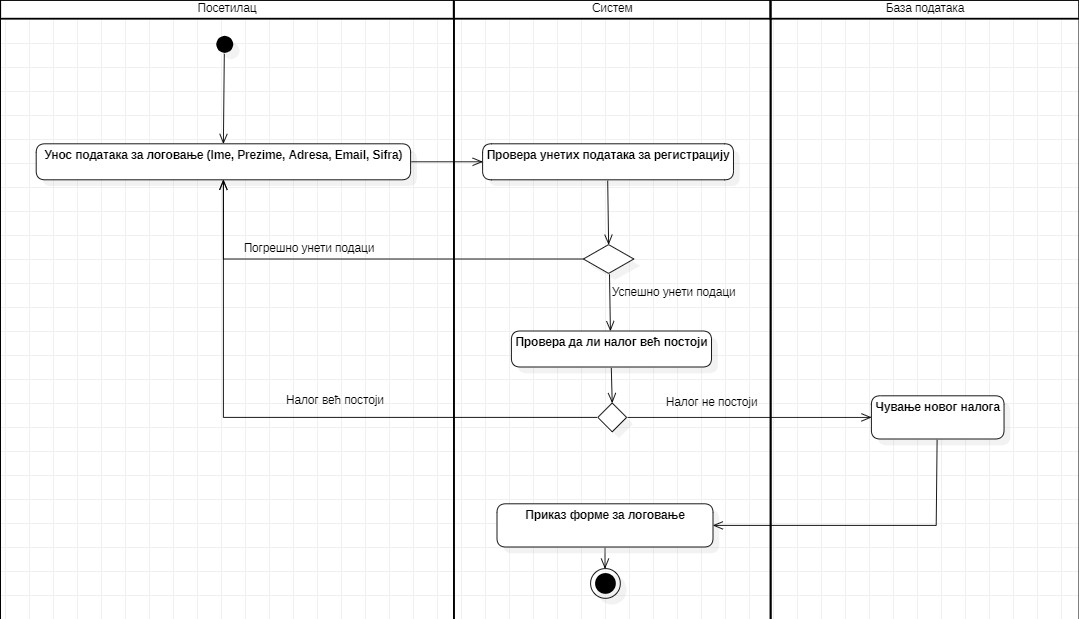 Посетилац
Систем
База података
Унос података за логовање (Ime, Prezime, Adresa, Email, Sifra)
Провера унетих података за регистрацију
Погрешно унети подаци
Успешно унети подаци
Провера да ли налог већ постоји
Налог већ постоји
Налог не постоји
Чување новог налога
Приказ форме за логовање